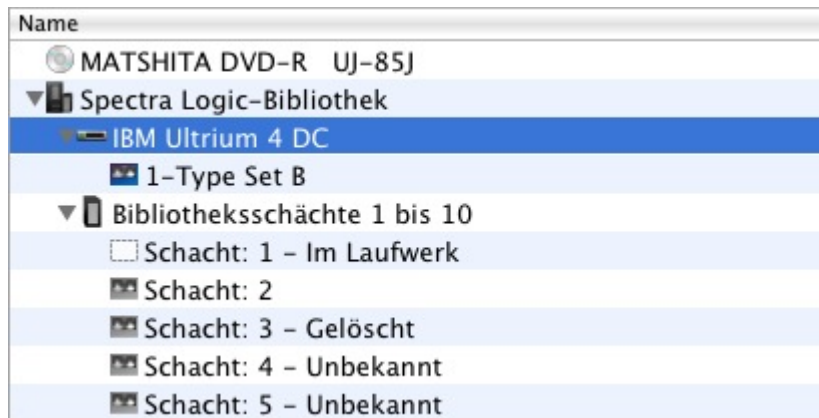 Name
MATSHITA DVD-R UJ-85J
Spectra Logic-Bibliothek
IBM Ultrium 4 DC
1-Type Set B
Bibliotheksschächte 1 bis 10
Schacht: 1 – Im Laufwerk
Schacht: 2
Schacht: 3 – Gelöscht
Schacht: 4 – Unbekannt
Schacht: 5 – Unbekannt